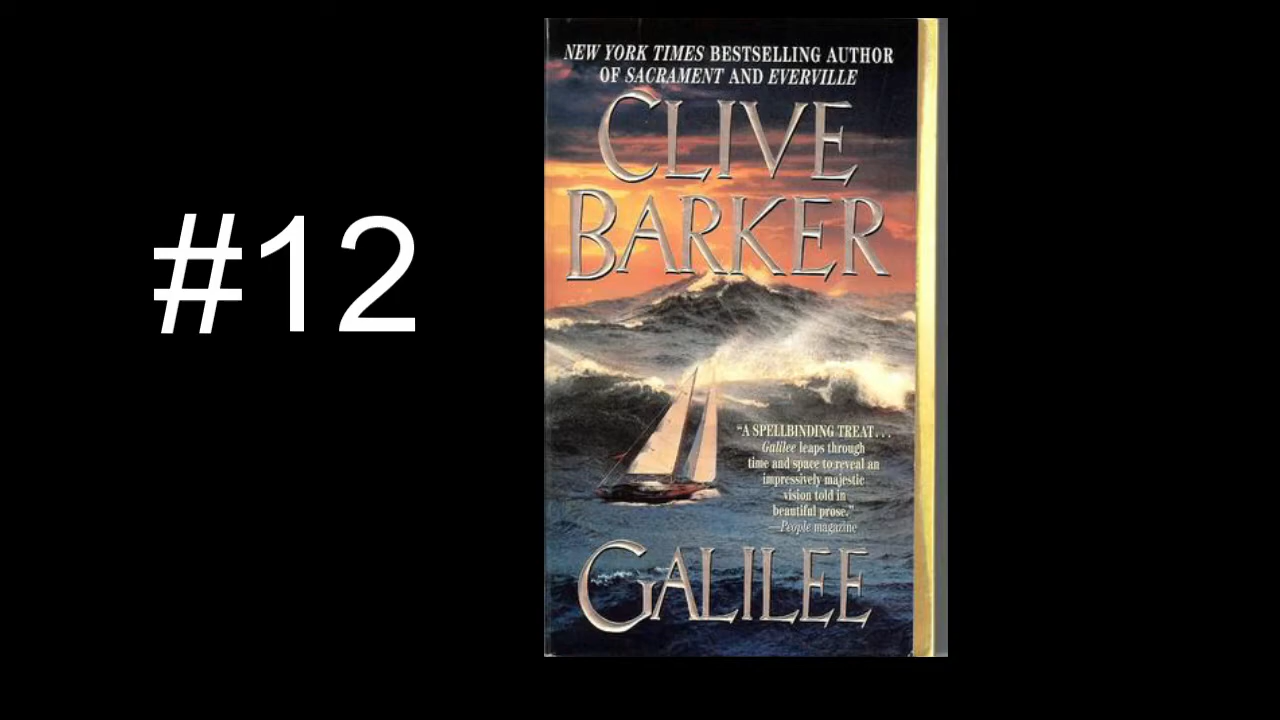 #12
NEW YORK TIMES BESTSELLING AUTHOR
OF SACRAMENT AND EVERVILLE
CLIVE
BARKER
“A SPELLBINDING TREAT...
Galilee leaps through
time and space to reveal an
impressively majestic
vision told in
beautiful prose.”
—People magazine
GALILEE